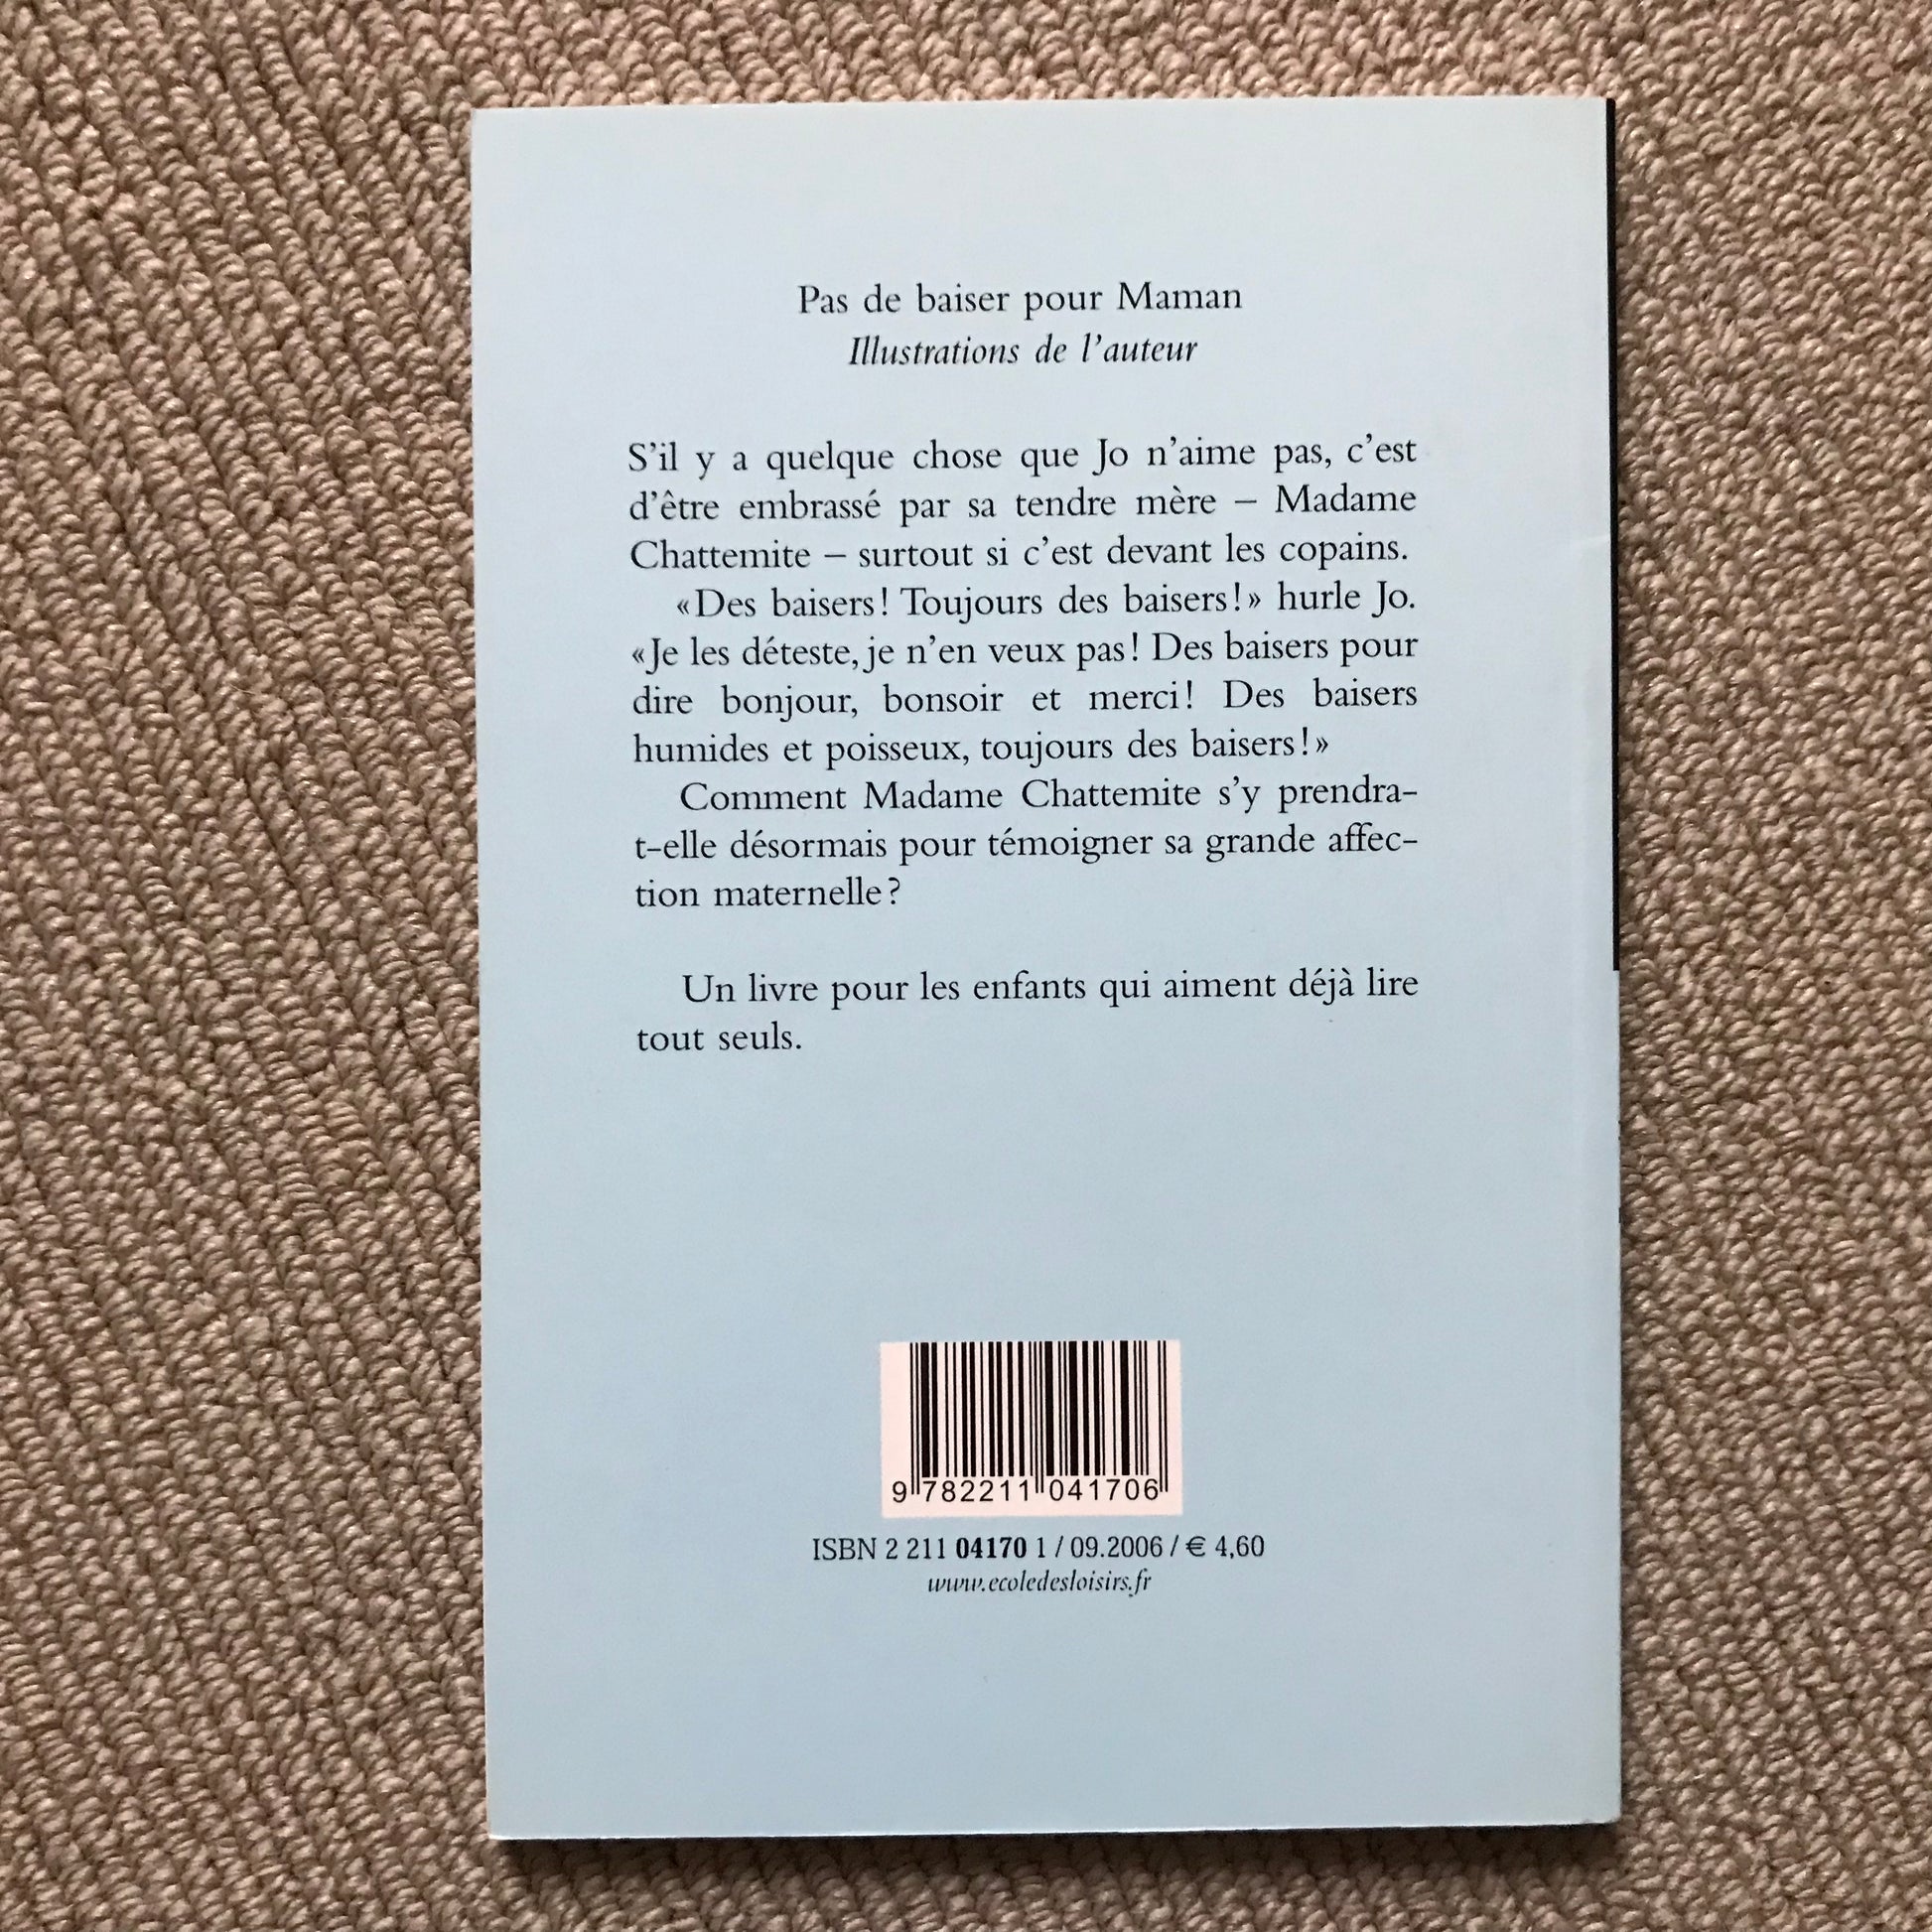 Pas de baiser pour Maman
Illustrations de l’auteur
S’il y a quelque chose que Jo n’aime pas, c’est
d’être embrassé par sa tendre mère – Madame
Chattemite – surtout si c’est devant les copains.
«Des baisers! Toujours des baisers!» hurle Jo.
«Je les déteste, je n’en veux pas! Des baisers pour
dire bonjour, bonsoir et merci! Des baisers
humides et poisseux, toujours des baisers!»
Comment Madame Chattemite s’y prendra-
t-elle désormais pour témoigner sa grande affec-
tion maternelle?
Un livre pour les enfants qui aiment déjà lire
tout seuls.
9 782211 041706
ISBN 2 211 04170 1 / 09.2006 / € 4,60
www.ecoledesloisirs.fr